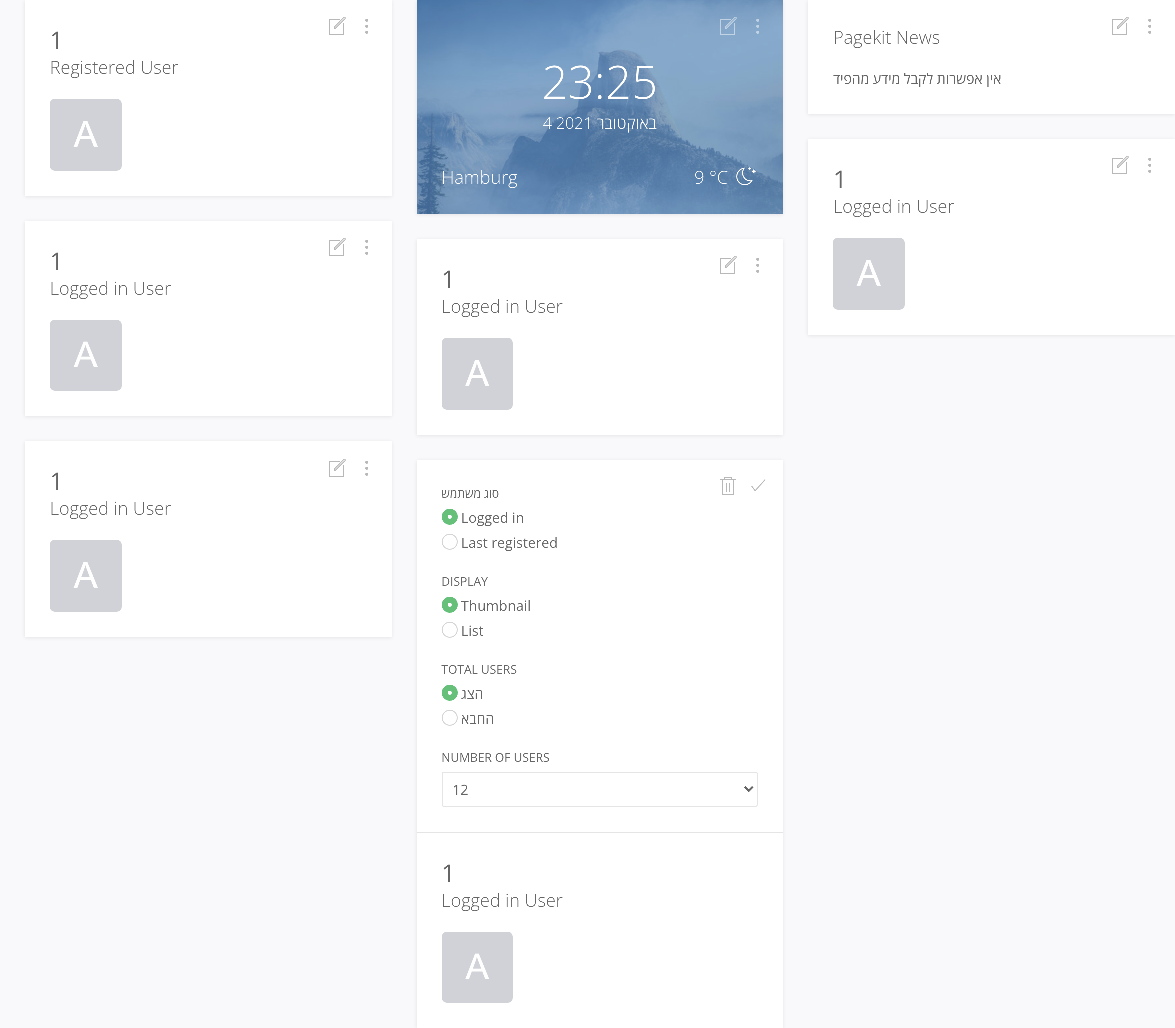 1
Registered User
A
1
Logged in User
A
1
Logged in User
A
23:25
4 באוקטובר 2021
Hamburg
9 °C
1
Logged in User
A
סוג משתמש
Logged in
Last registered
DISPLAY
Thumbnail
List
TOTAL USERS
הצג
החבא
NUMBER OF USERS
12
1
Logged in User
A
Pagekit News
אין אפשרות לקבל מידע מהפיד
1
Logged in User
A